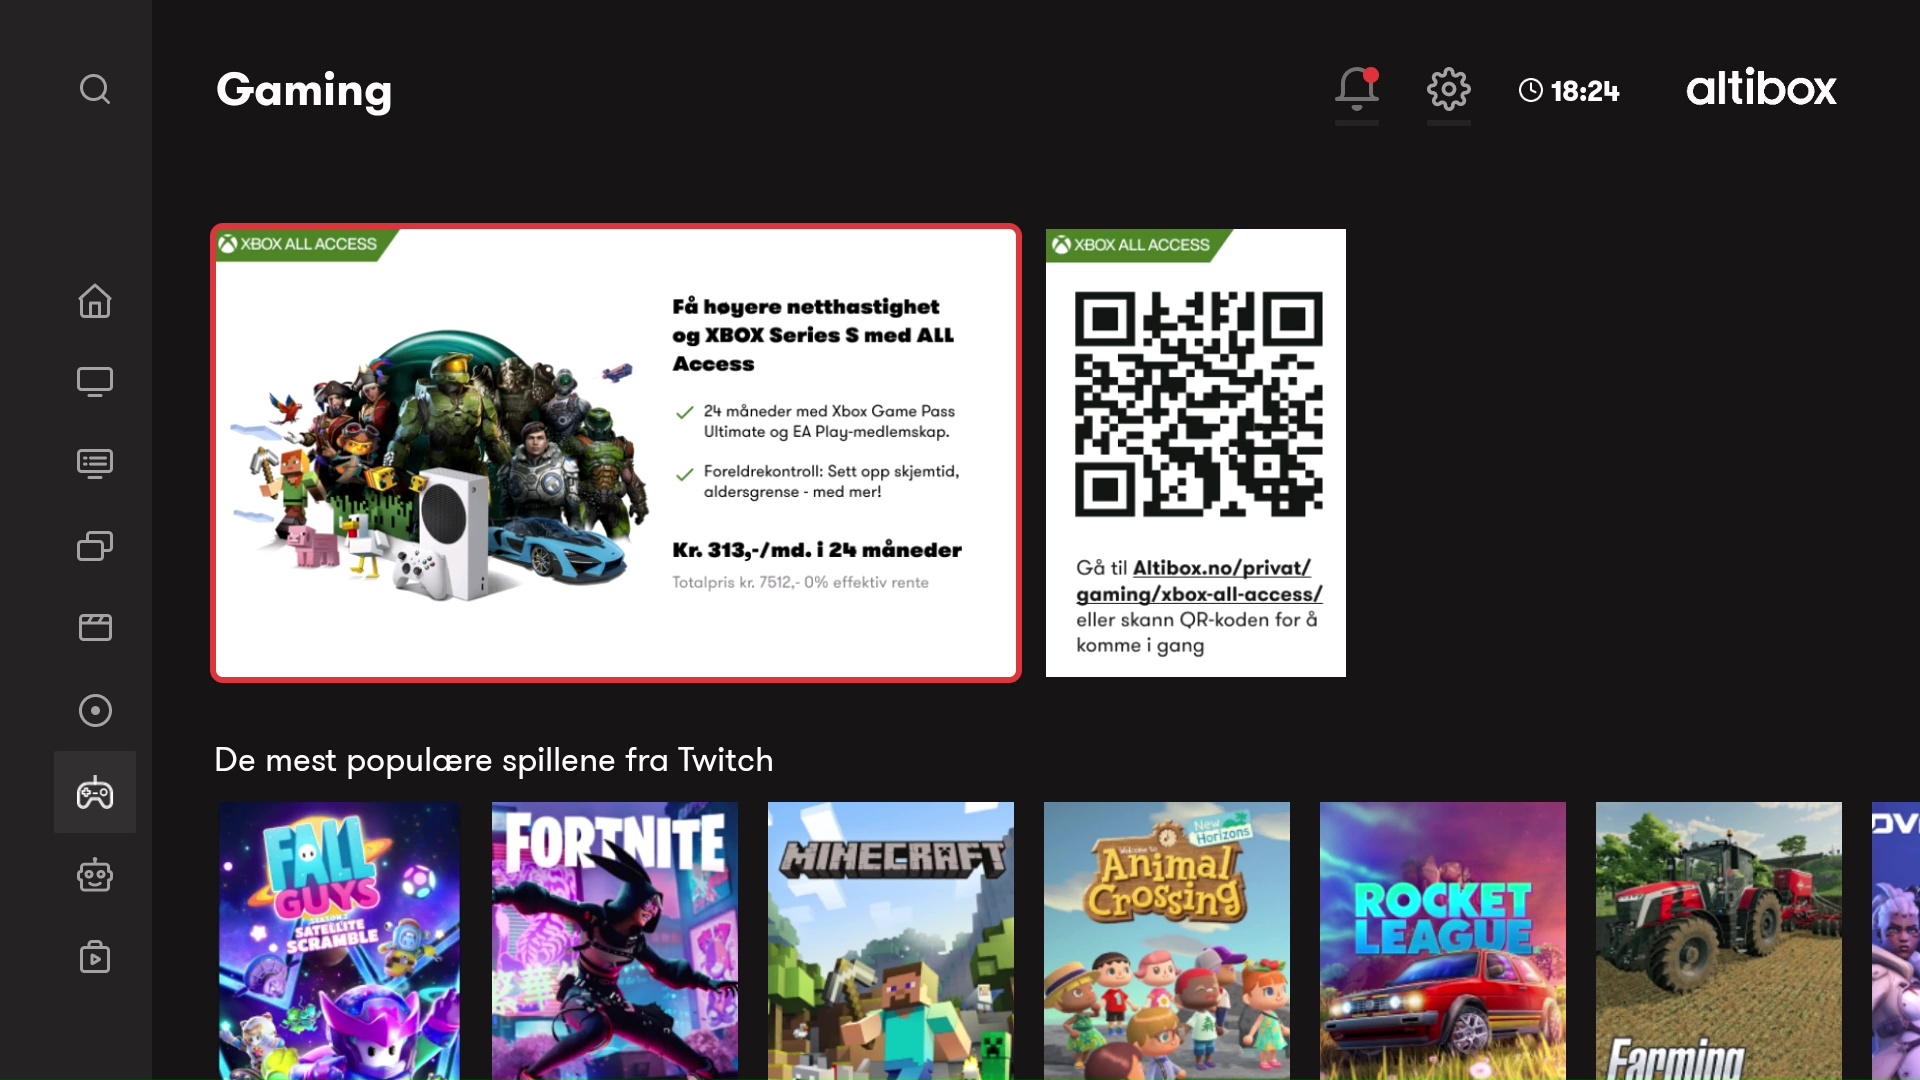 Gaming
18:24
altibox
XBOX ALL ACCESS
Få høyere netthastighet
og XBOX Series S med ALL
Access
24 måneder med Xbox Game Pass
Ultimate og EA Play-medlemskap.
Foreldrekontroll: Sett opp skjemtid,
aldersgrense - med mer!
Kr. 313,-/md. i 24 måneder
Totalpris kr. 7512,- 0% effektiv rente
XBOX ALL ACCESS
Gå til Altibox.no/privat/
gaming/xbox-all-access/
eller skann QR-koden for å
komme i gang
De mest populære spillene fra Twitch
FALL
GUYS
SEASON 2
SATELLITE
SCRAMBLE
FORTNITE
MINECRAFT
New
Horizons
Welcome to
Animal
Crossing
ROCKET
LEAGUE
Farming